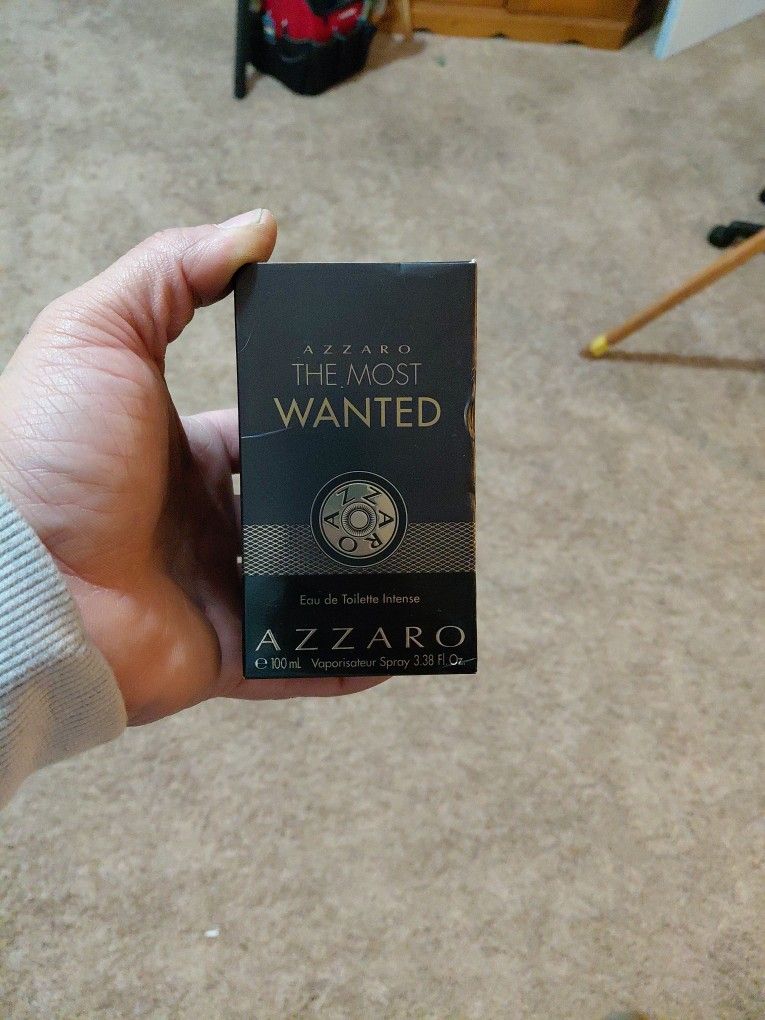 AZZARO
THE MOST
WANTED
AZZARO
Eau de Toilette Intense
AZZARO
e 100 mL Vaporisateur Spray 3.38 Fl. Oz.